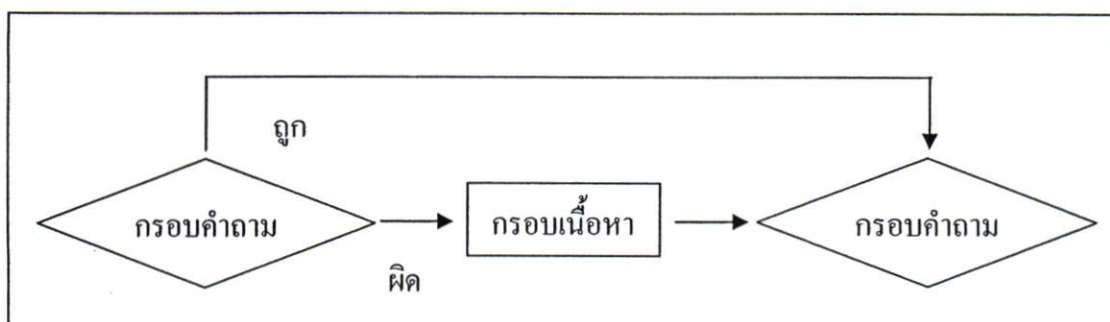 ถูก
กรอบคำถาม
กรอบเนื้อหา
กรอบคำถาม
ผิด